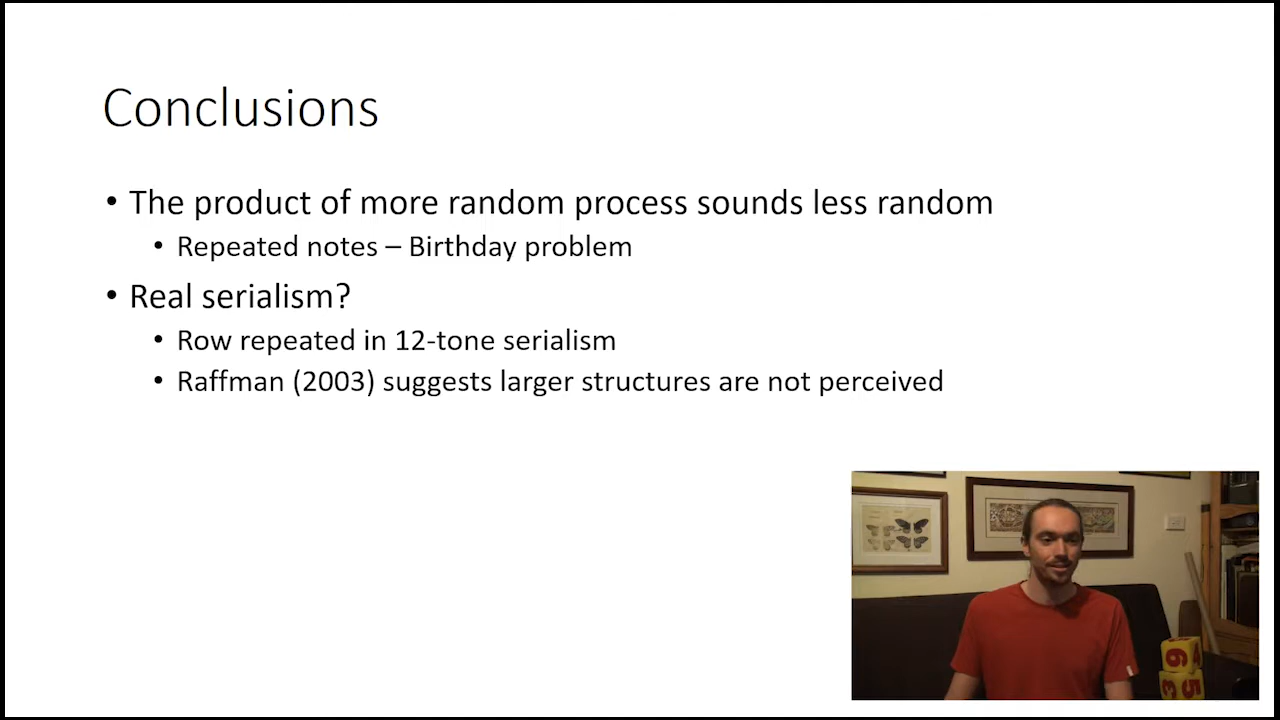 Conclusions
• The product of more random process sounds less random
• Repeated notes – Birthday problem
• Real serialism?
• Row repeated in 12-tone serialism
• Raffman (2003) suggests larger structures are not perceived